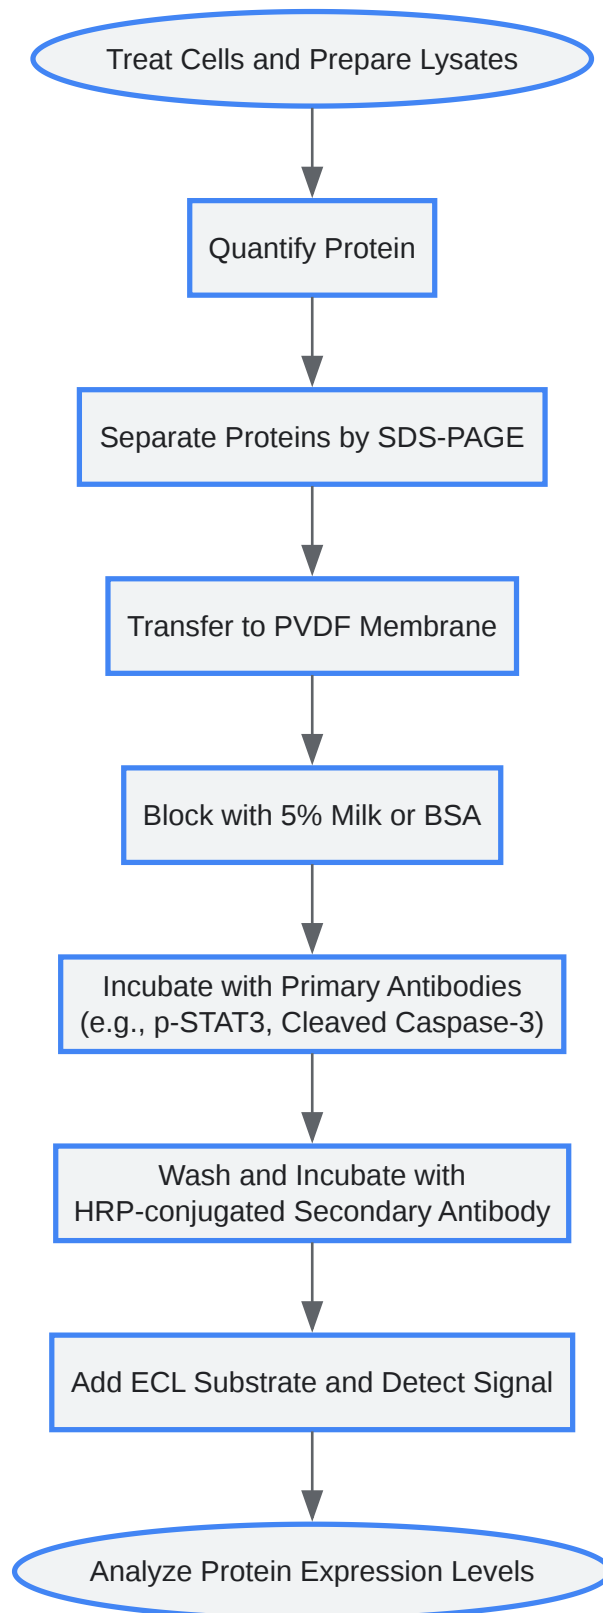 Treat Cells and Prepare Lysates
Quantify Protein
Separate Proteins by SDS-PAGE
Transfer to PVDF Membrane
Block with 5% Milk or BSA
Incubate with Primary Antibodies
(e.g., p-STAT3, Cleaved Caspase-3)
Wash and Incubate with
HRP-conjugated Secondary Antibody
Add ECL Substrate and Detect Signal
Analyze Protein Expression Levels